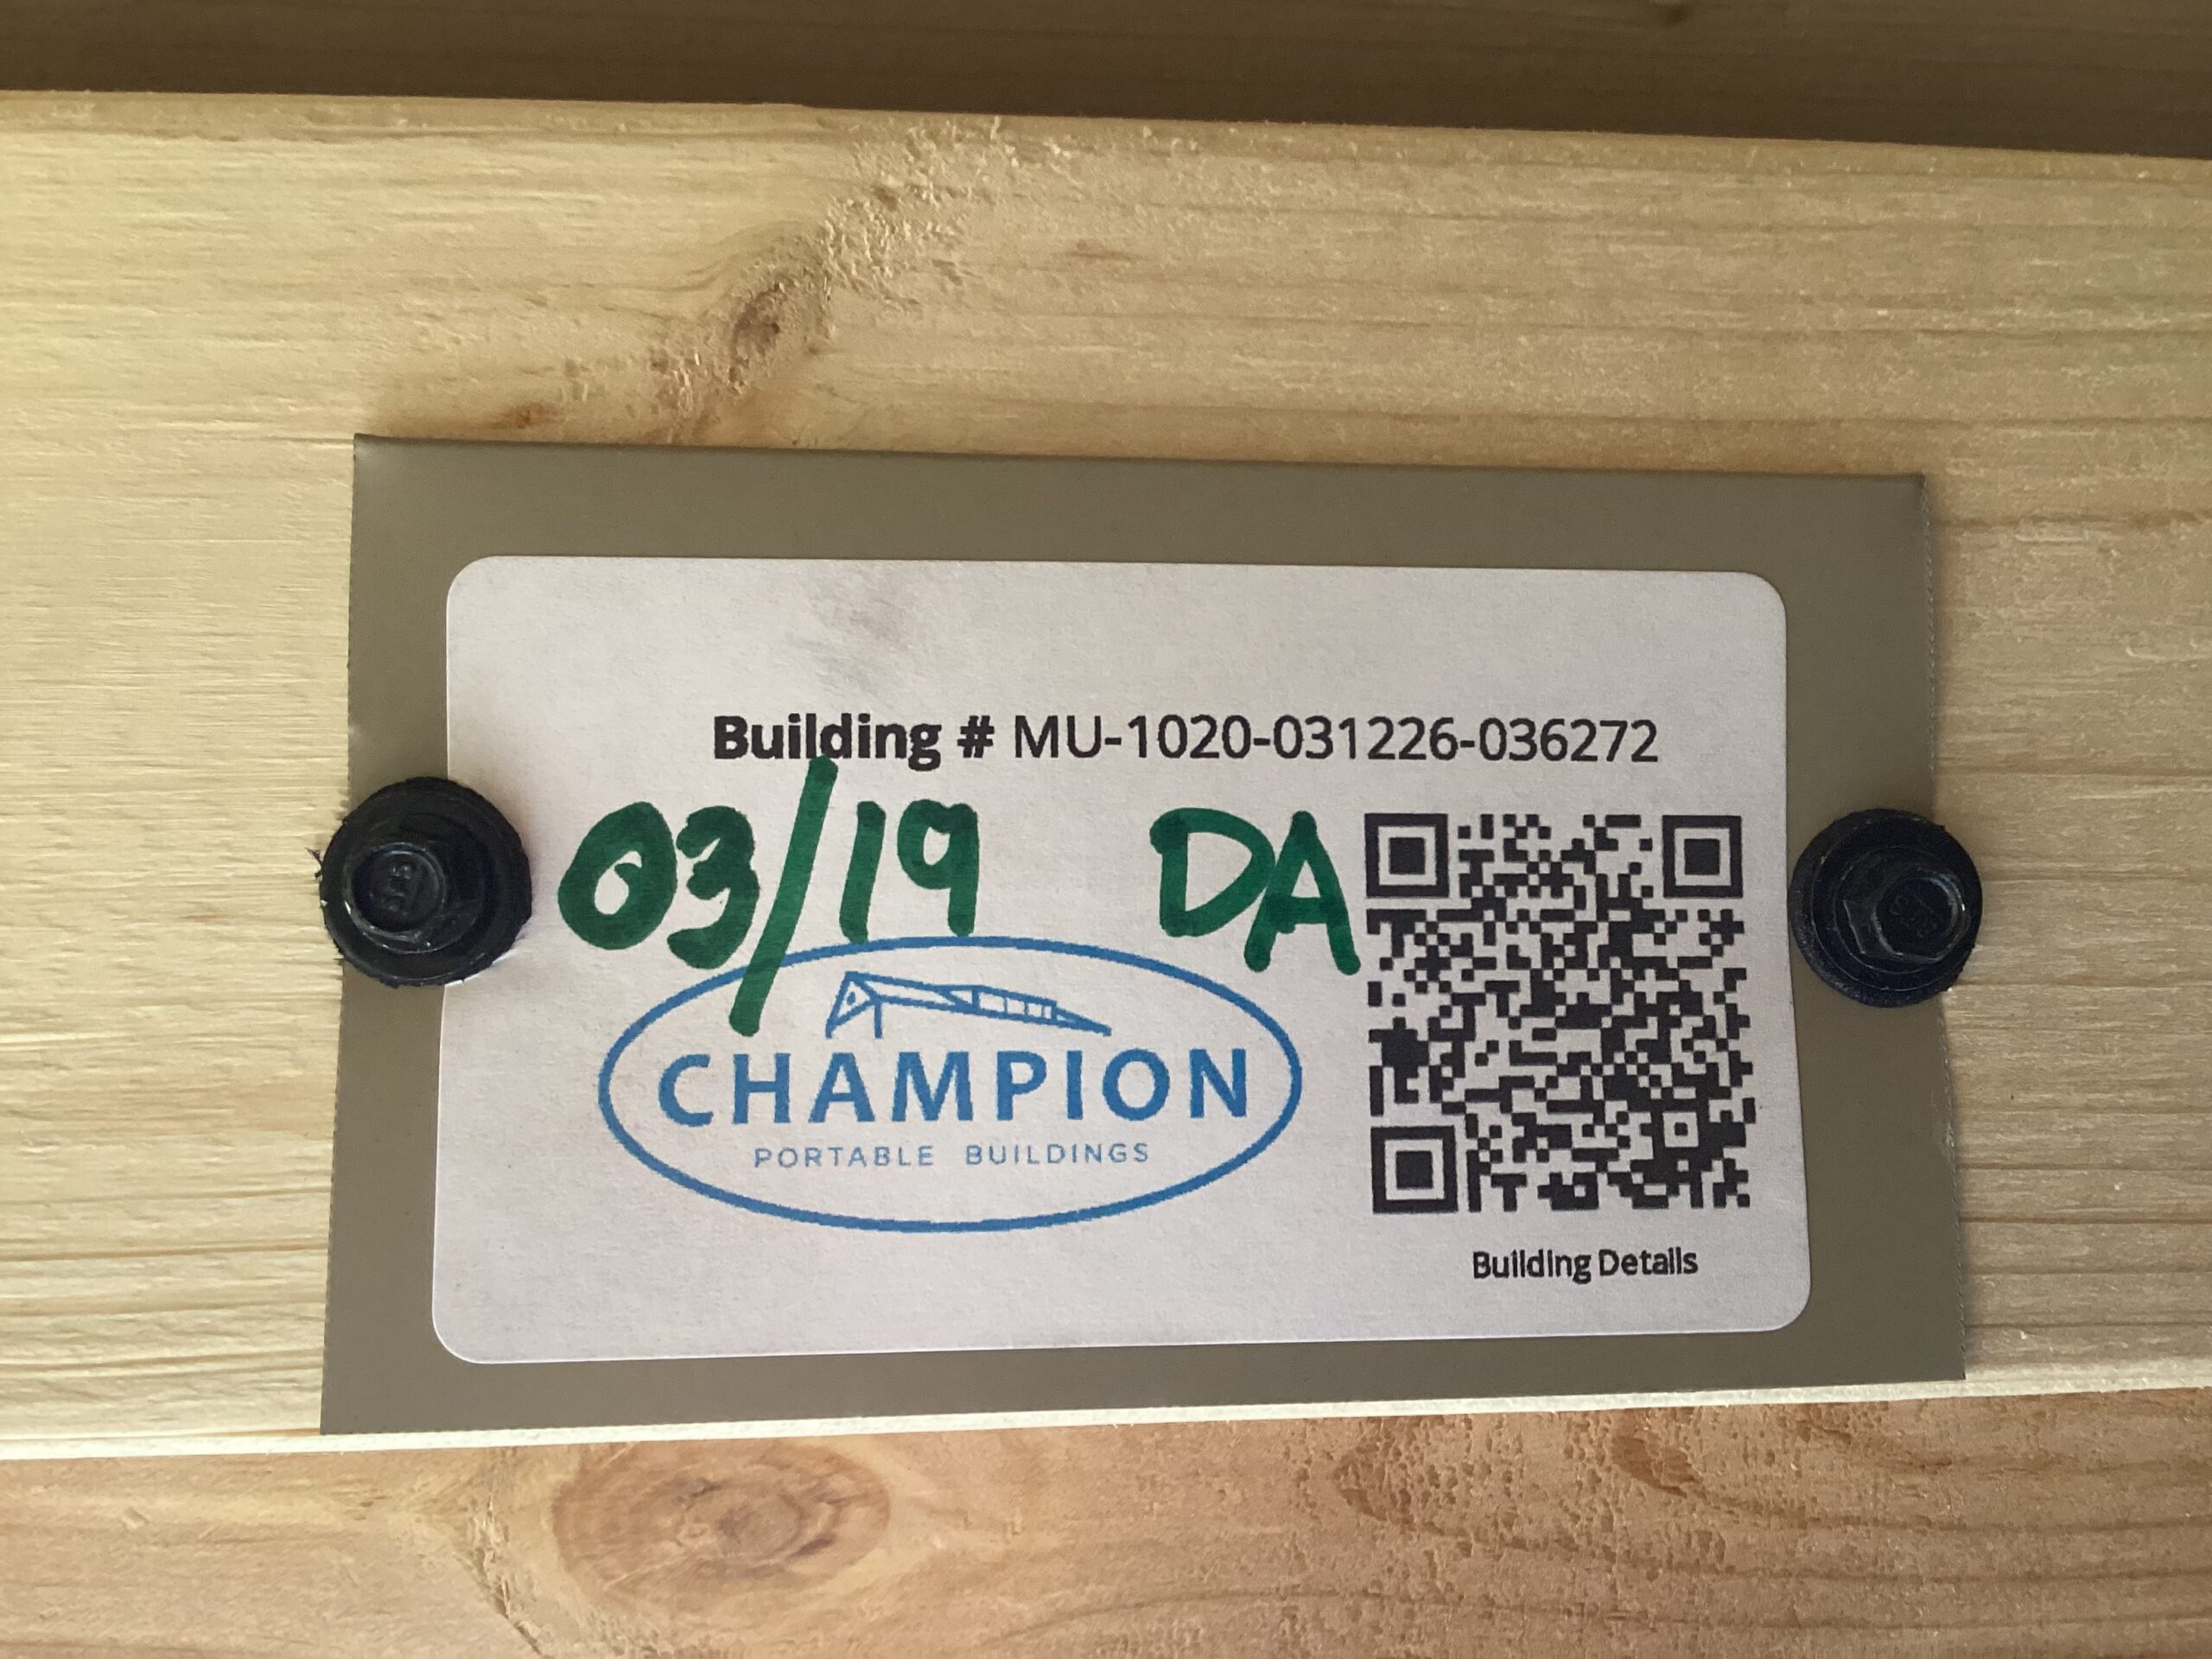 Building # MU-1020-031226-036272
03/19 DA
CHAMPION
PORTABLE BUILDINGS
Building Details